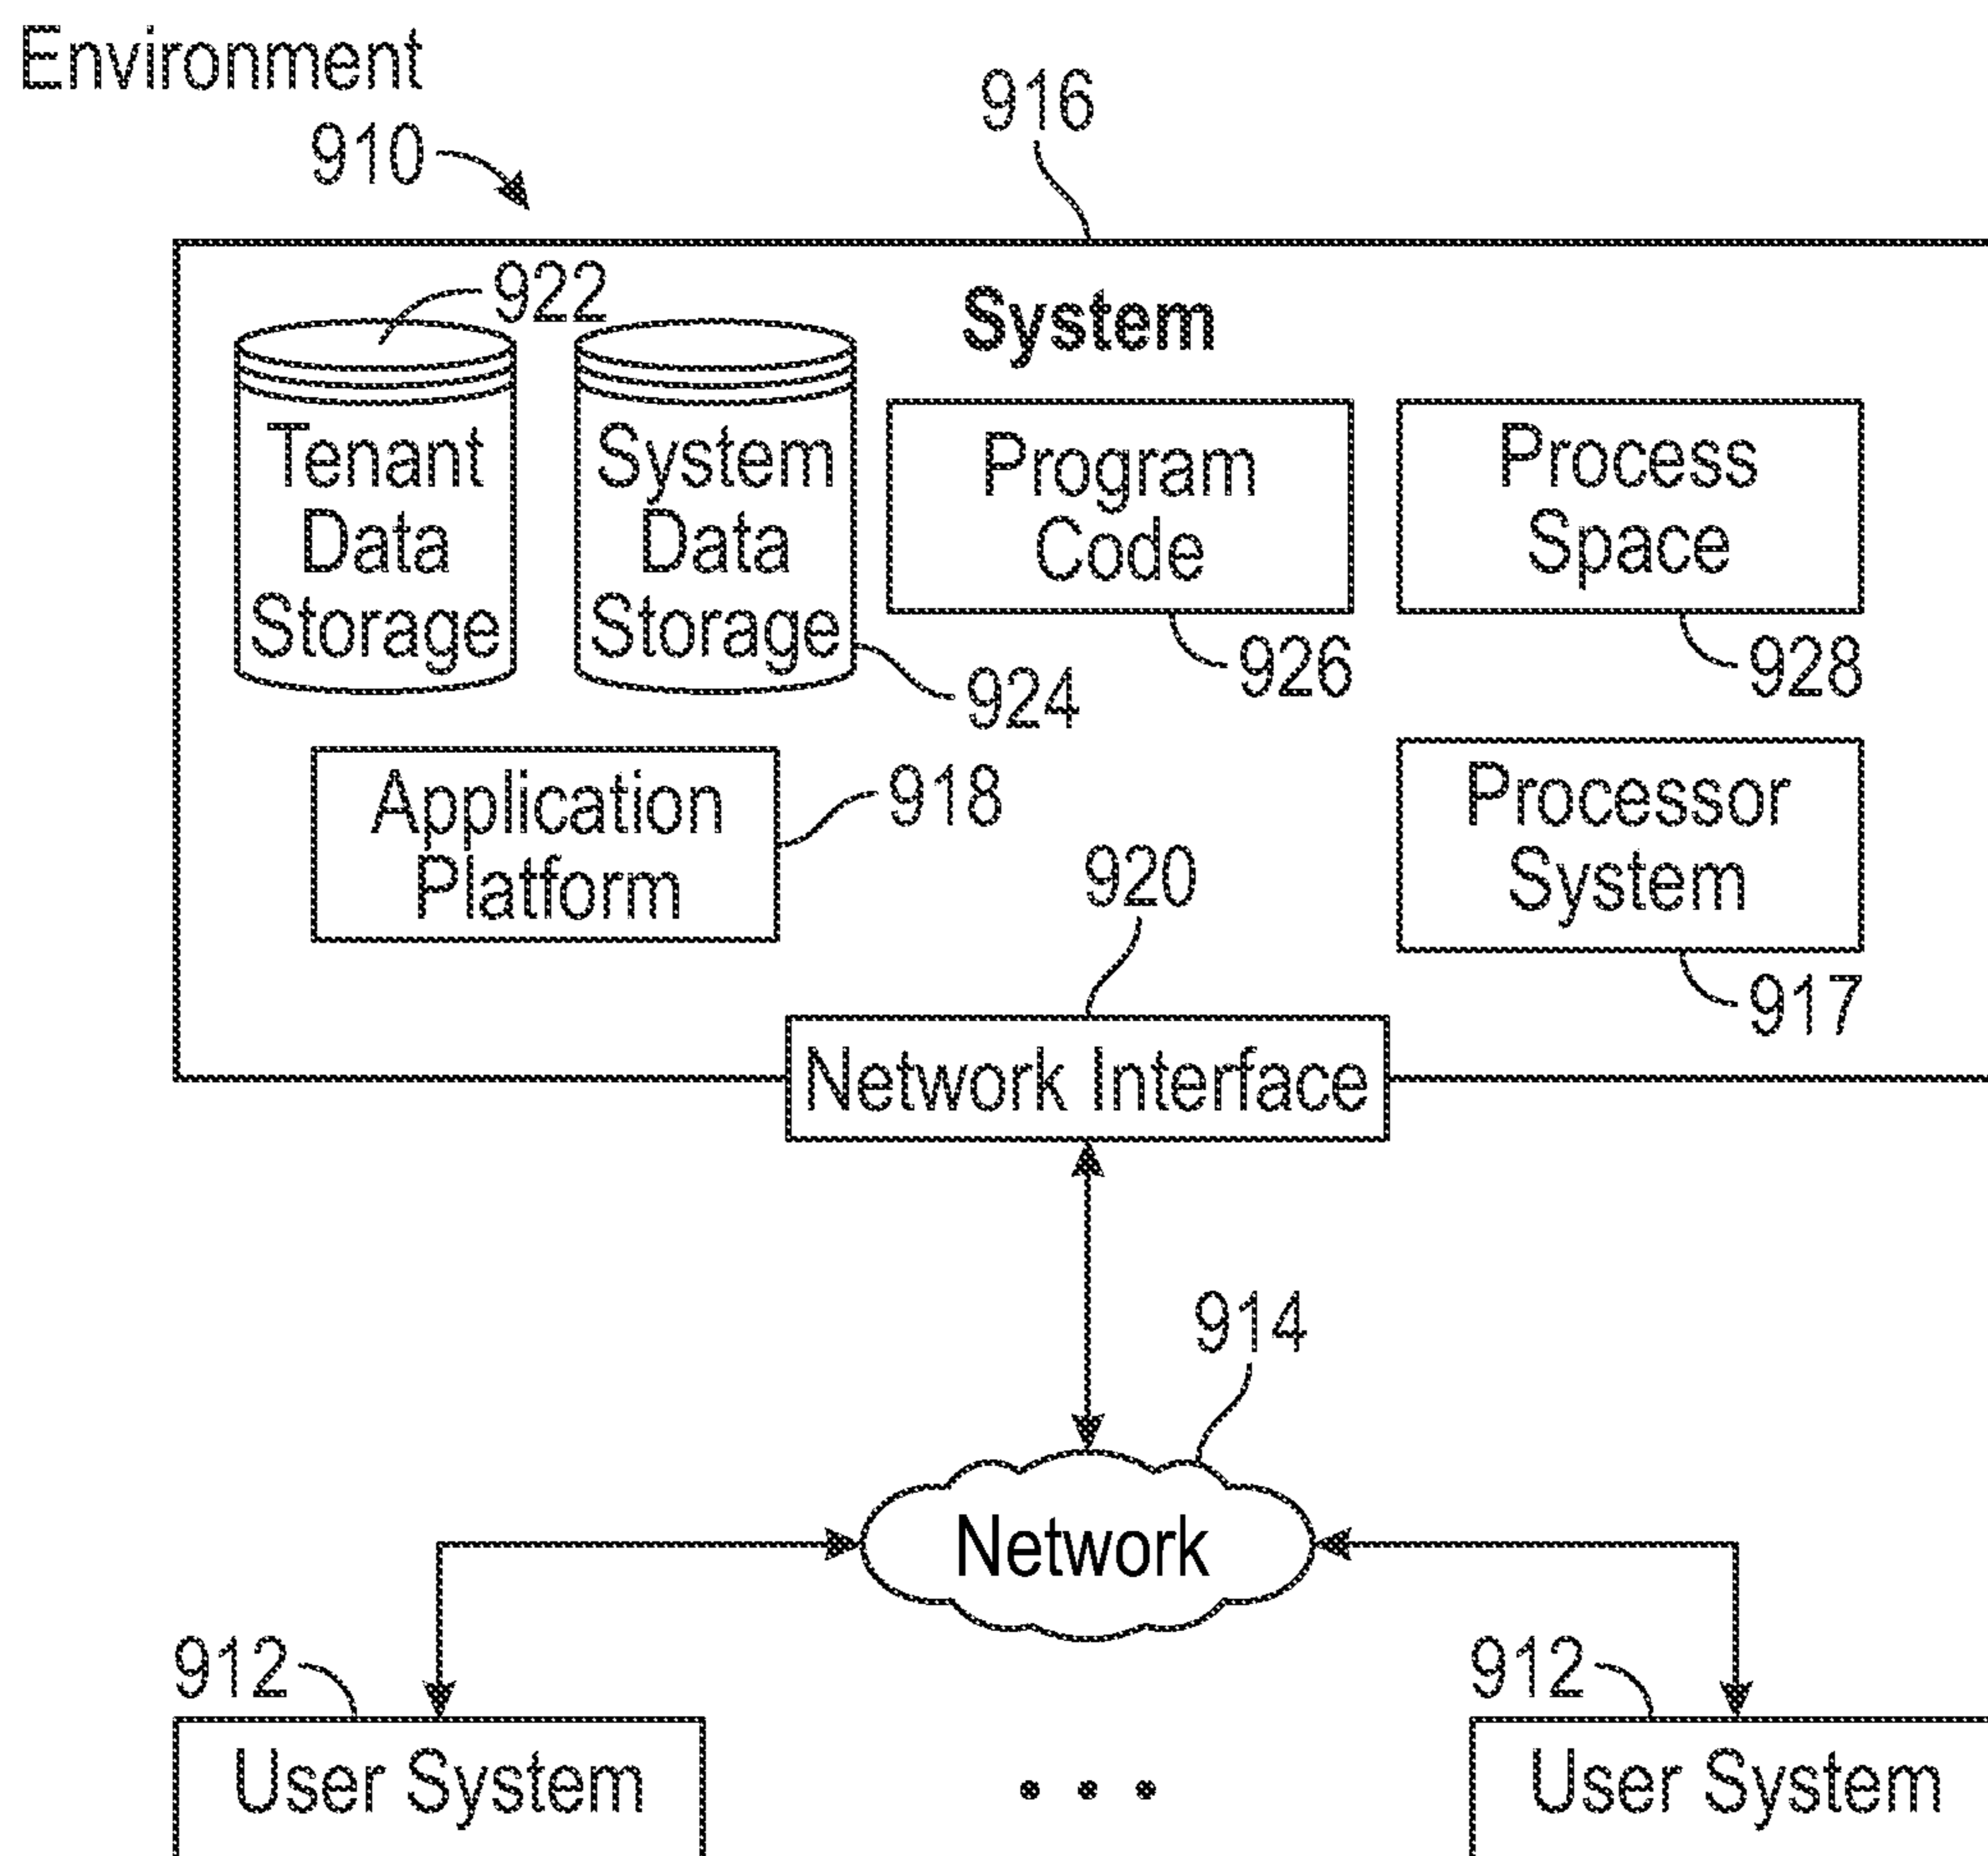 Environment
910
916
922
System
Tenant
Data
Storage
System
Data
Storage
924
Program
Code
926
Process
Space
928
Application
Platform
918
Processor
System
917
920
Network Interface
914
Network
912
User System
. . .
912
User System